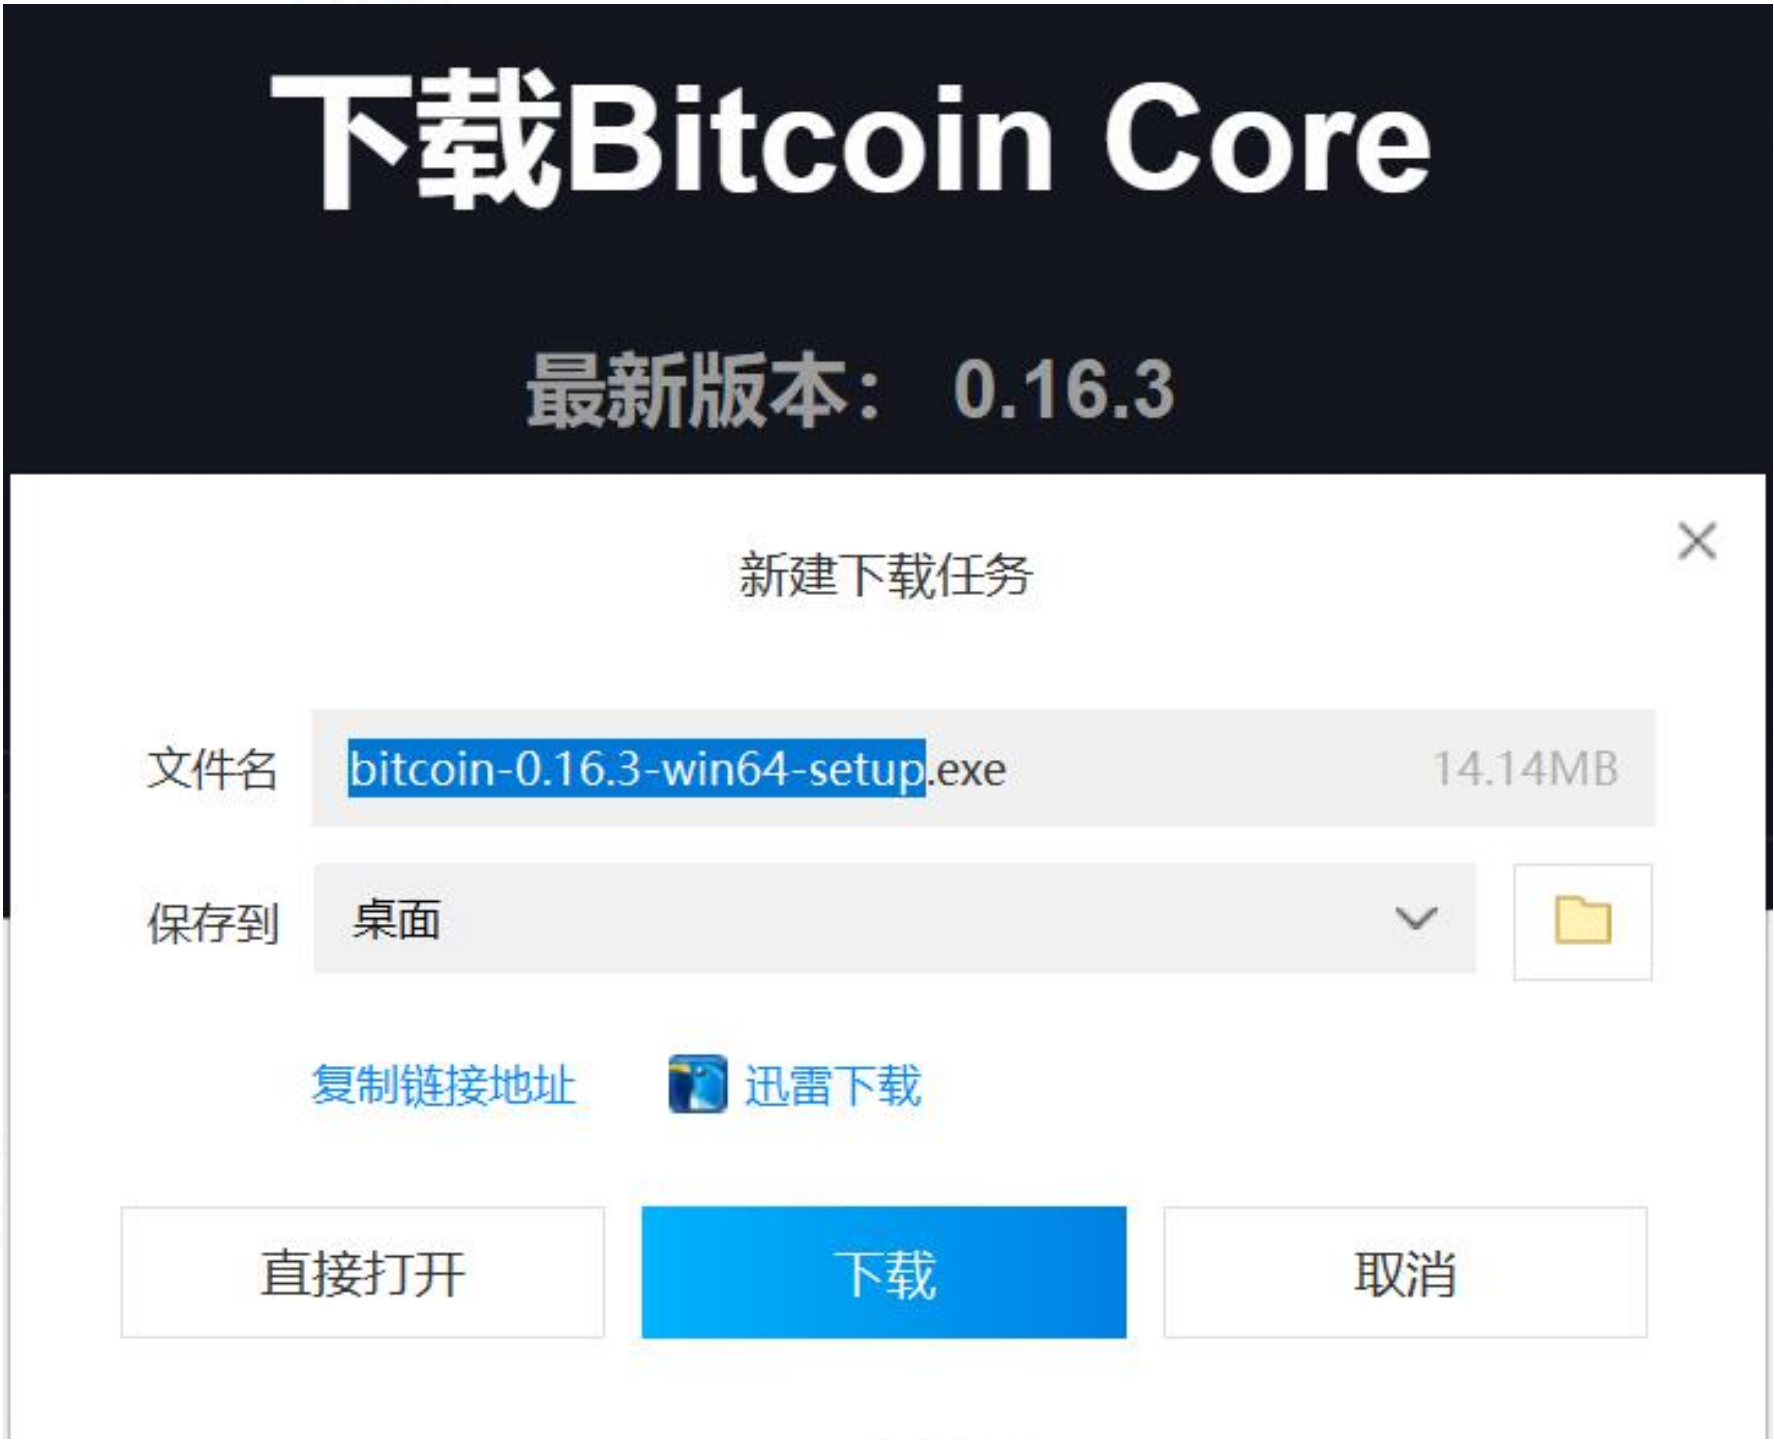 下载Bitcoin Core
最新版本： 0.16.3
新建下载任务
文件名 bitcoin-0.16.3-win64-setup.exe 14.14MB
保存到 桌面
复制链接地址 迅雷下载
直接打开 下载 取消